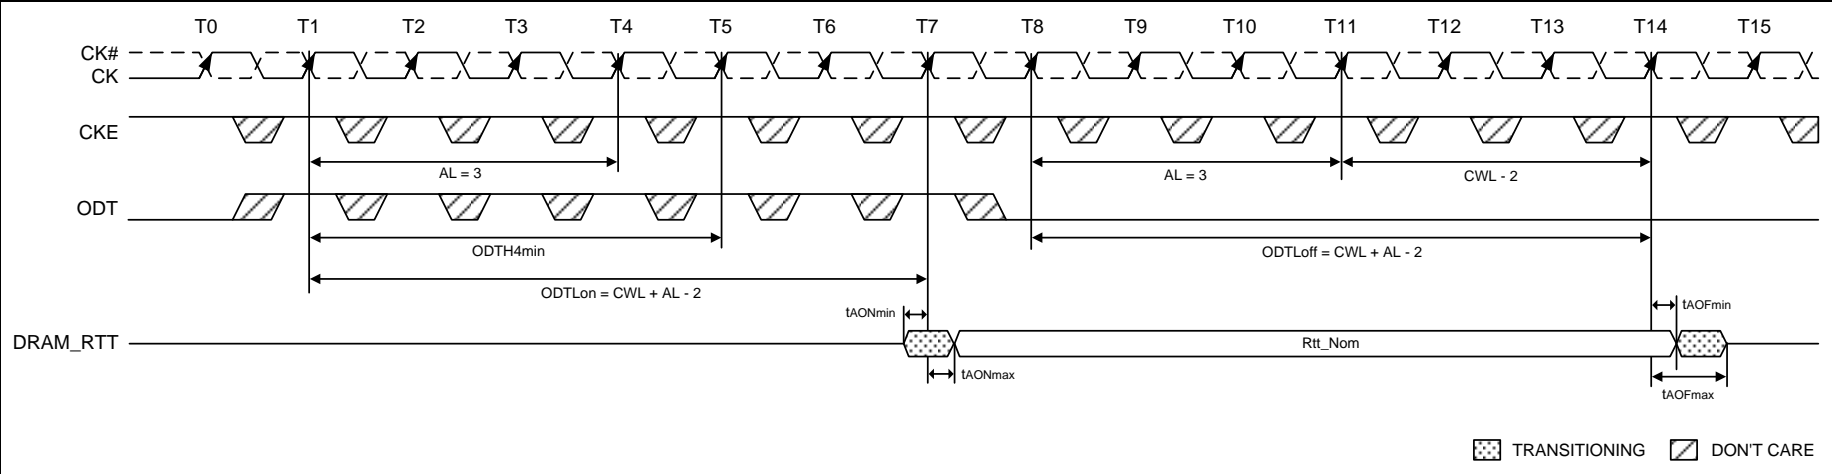 T0 T1 T2 T3 T4 T5 T6 T7 T8 T9 T10 T11 T12 T13 T14 T15
CK#
CK
CKE
AL = 3 AL = 3 CWL - 2
ODT
ODTH4min ODTLoff = CWL + AL - 2
ODTLon = CWL + AL - 2
tAONmin tAOFmin
DRAM_RTT Rtt_Nom
tAONmax
tAOFmax
TRANSITIONING DON'T CARE